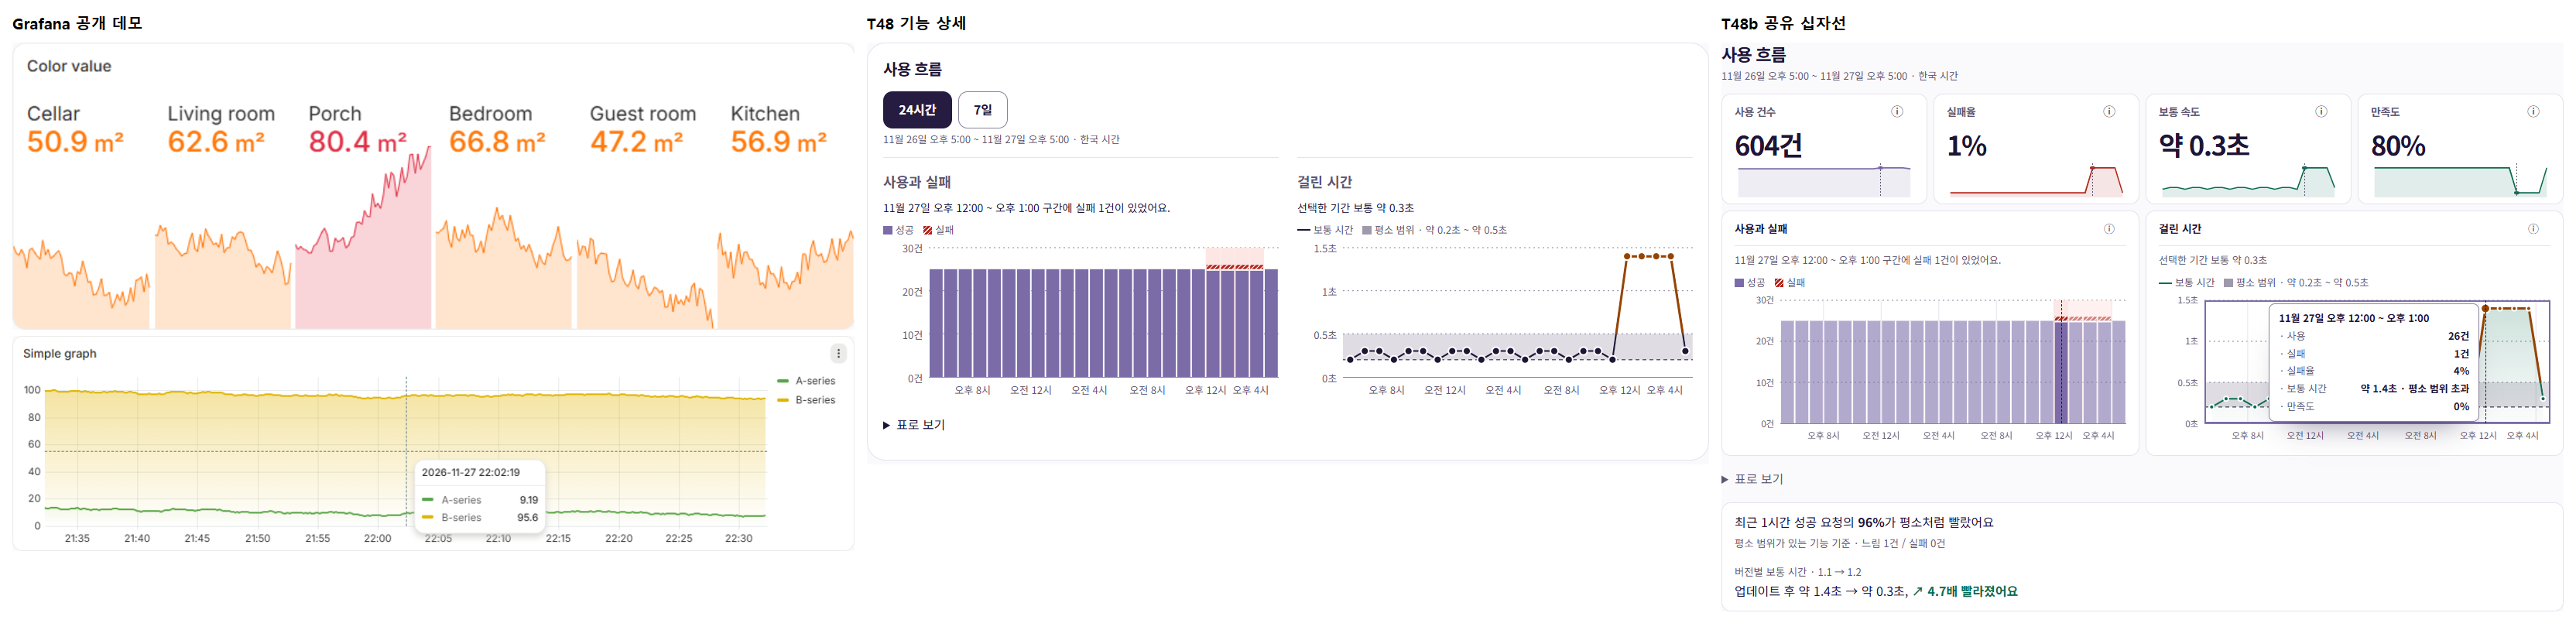 Grafana 공개 데모
Color value
Cellar Living room Porch Bedroom Guest room Kitchen
50.9 m² 62.6 m² 80.4 m² 66.8 m² 47.2 m² 56.9 m²
Simple graph
A-series
B-series
100
80
60
40
20
0
2026-11-27 22:02:19
A-series 9.19
B-series 95.6
21:35 21:40 21:45 21:50 21:55 22:00 22:05 22:10 22:15 22:20 22:25 22:30
T48 기능 상세
사용 흐름
24시간 7일
11월 26일 오후 5:00 ~ 11월 27일 오후 5:00 · 한국 시간
사용과 실패
11월 27일 오후 12:00 ~ 오후 1:00 구간에 실패 1건이 있었어요.
성공 실패
30건
20건
10건
0건
오후 8시 오전 12시 오전 4시 오전 8시 오후 12시 오후 4시
걸린 시간
선택한 기간 보통 약 0.3초
보통 시간 평소 범위 · 약 0.2초 ~ 약 0.5초
1.5초
1초
0.5초
0초
오후 8시 오전 12시 오전 4시 오전 8시 오후 12시 오후 4시
▶ 표로 보기
T48b 공유 십자선
사용 흐름
11월 26일 오후 5:00 ~ 11월 27일 오후 5:00 · 한국 시간
사용 건수 ⓘ
604건
실패율 ⓘ
1%
보통 속도 ⓘ
약 0.3초
만족도 ⓘ
80%
사용과 실패 ⓘ
11월 27일 오후 12:00 ~ 오후 1:00 구간에 실패 1건이 있었어요.
성공 실패
30건
20건
10건
0건
오후 8시 오전 12시 오전 4시 오전 8시 오후 12시 오후 4시
걸린 시간 ⓘ
선택한 기간 보통 약 0.3초
보통 시간 평소 범위 · 약 0.2초 ~ 약 0.5초
1.5초
1초
0.5초
0초
11월 27일 오후 12:00 ~ 오후 1:00
· 사용 26건
· 실패 1건
· 실패율 4%
· 보통 시간 약 1.4초 · 평소 범위 초과
· 만족도 0%
오후 8시 오전 12시 오전 4시 오전 8시 오후 12시 오후 4시
▶ 표로 보기
최근 1시간 성공 요청의 96%가 평소처럼 빨랐어요
평소 범위가 있는 기능 기준 · 느림 1건 / 실패 0건
버전별 보통 시간 · 1.1 → 1.2
업데이트 후 약 1.4초 → 약 0.3초, ↗ 4.7배 빨라졌어요